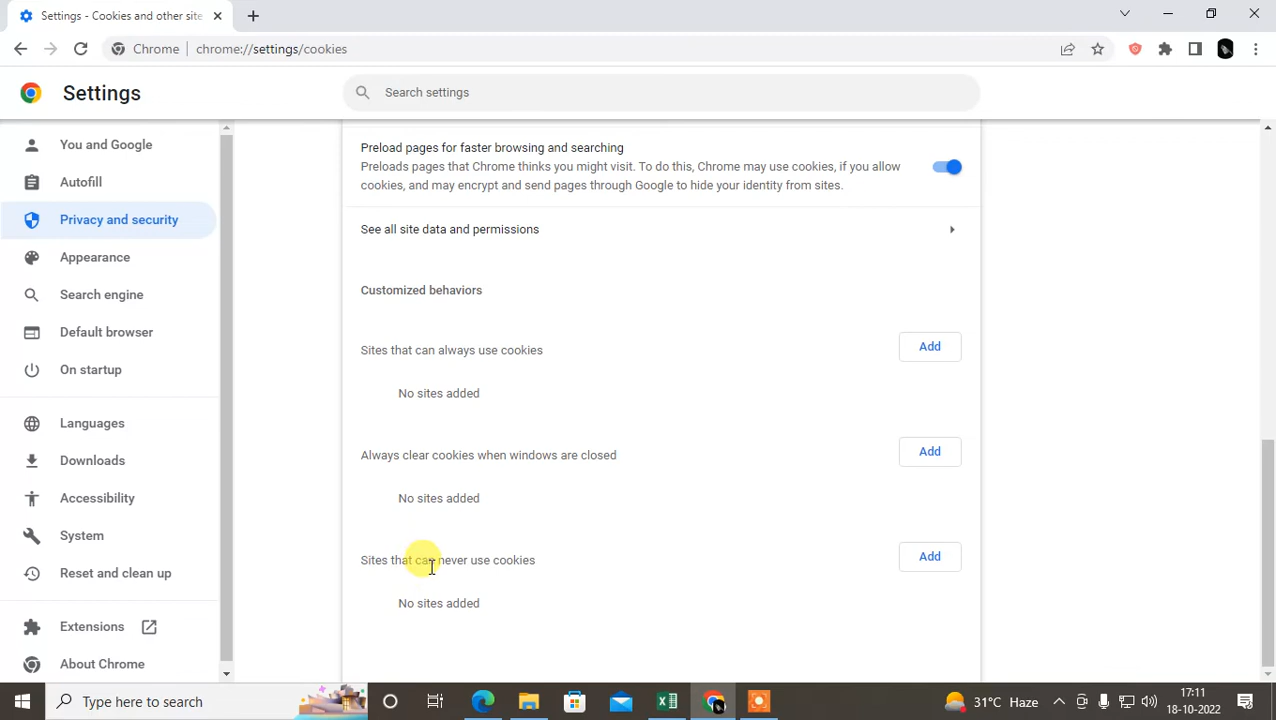 Settings - Cookies and other site
Chrome
chrome://settings/cookies
Settings
Search settings
You and Google
Autofill
Privacy and security
Appearance
Search engine
Default browser
On startup
Languages
Downloads
Accessibility
System
Reset and clean up
Extensions
About Chrome
Preload pages for faster browsing and searching
Preloads pages that Chrome thinks you might visit. To do this, Chrome may use cookies, if you allow
cookies, and may encrypt and send pages through Google to hide your identity from sites.
See all site data and permissions
Customized behaviors
Sites that can always use cookies
Add
No sites added
Always clear cookies when windows are closed
Add
No sites added
Sites that can never use cookies
Add
No sites added
Type here to search
31°C Haze
17:11
18-10-2022